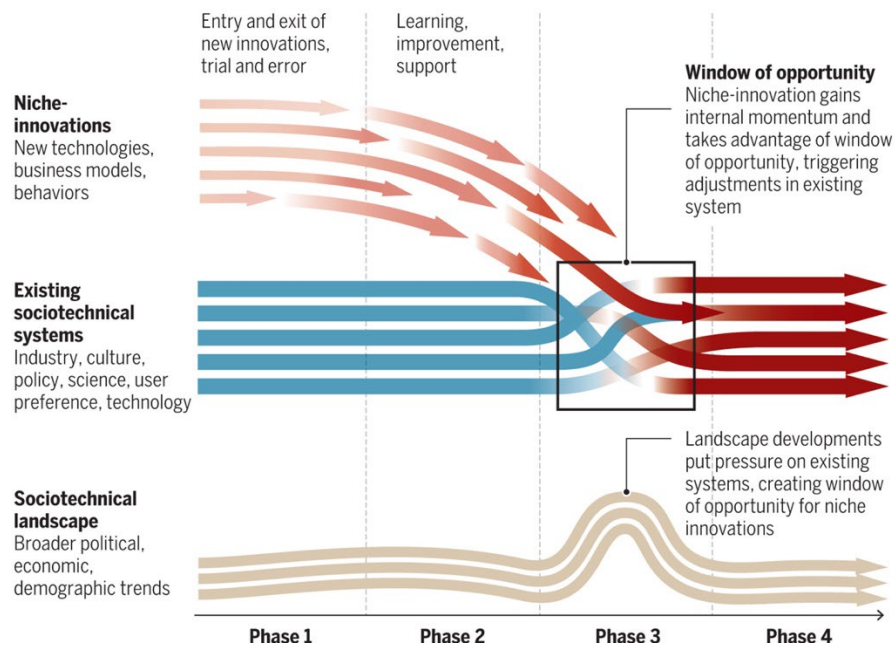 Entry and exit of
new innovations,
trial and error
Learning,
improvement,
support
Niche-
innovations
New technologies,
business models,
behaviors
Window of opportunity
Niche-innovation gains
internal momentum and
takes advantage of window
of opportunity, triggering
adjustments in existing
system
Existing
sociotechnical
systems
Industry, culture,
policy, science, user
preference, technology
Landscape developments
put pressure on existing
systems, creating window
of opportunity for niche
innovations
Sociotechnical
landscape
Broader political,
economic,
demographic trends
Phase 1
Phase 2
Phase 3
Phase 4